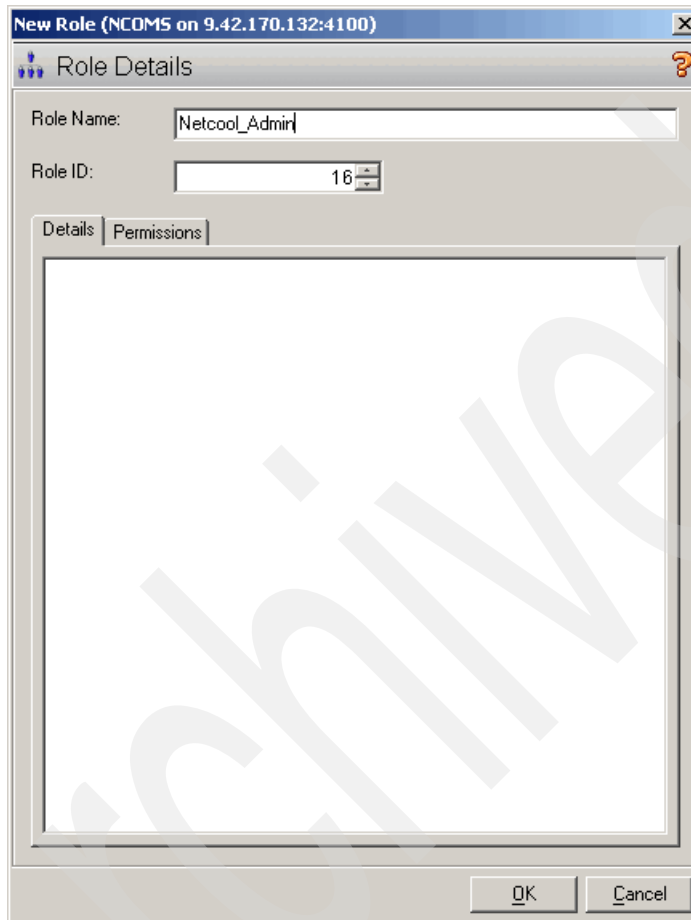 New Role (NCOMS on 9.42.170.132:4100)
Role Details
Role Name: Netcool_Admin
Role ID: 16
Details Permissions
OK Cancel